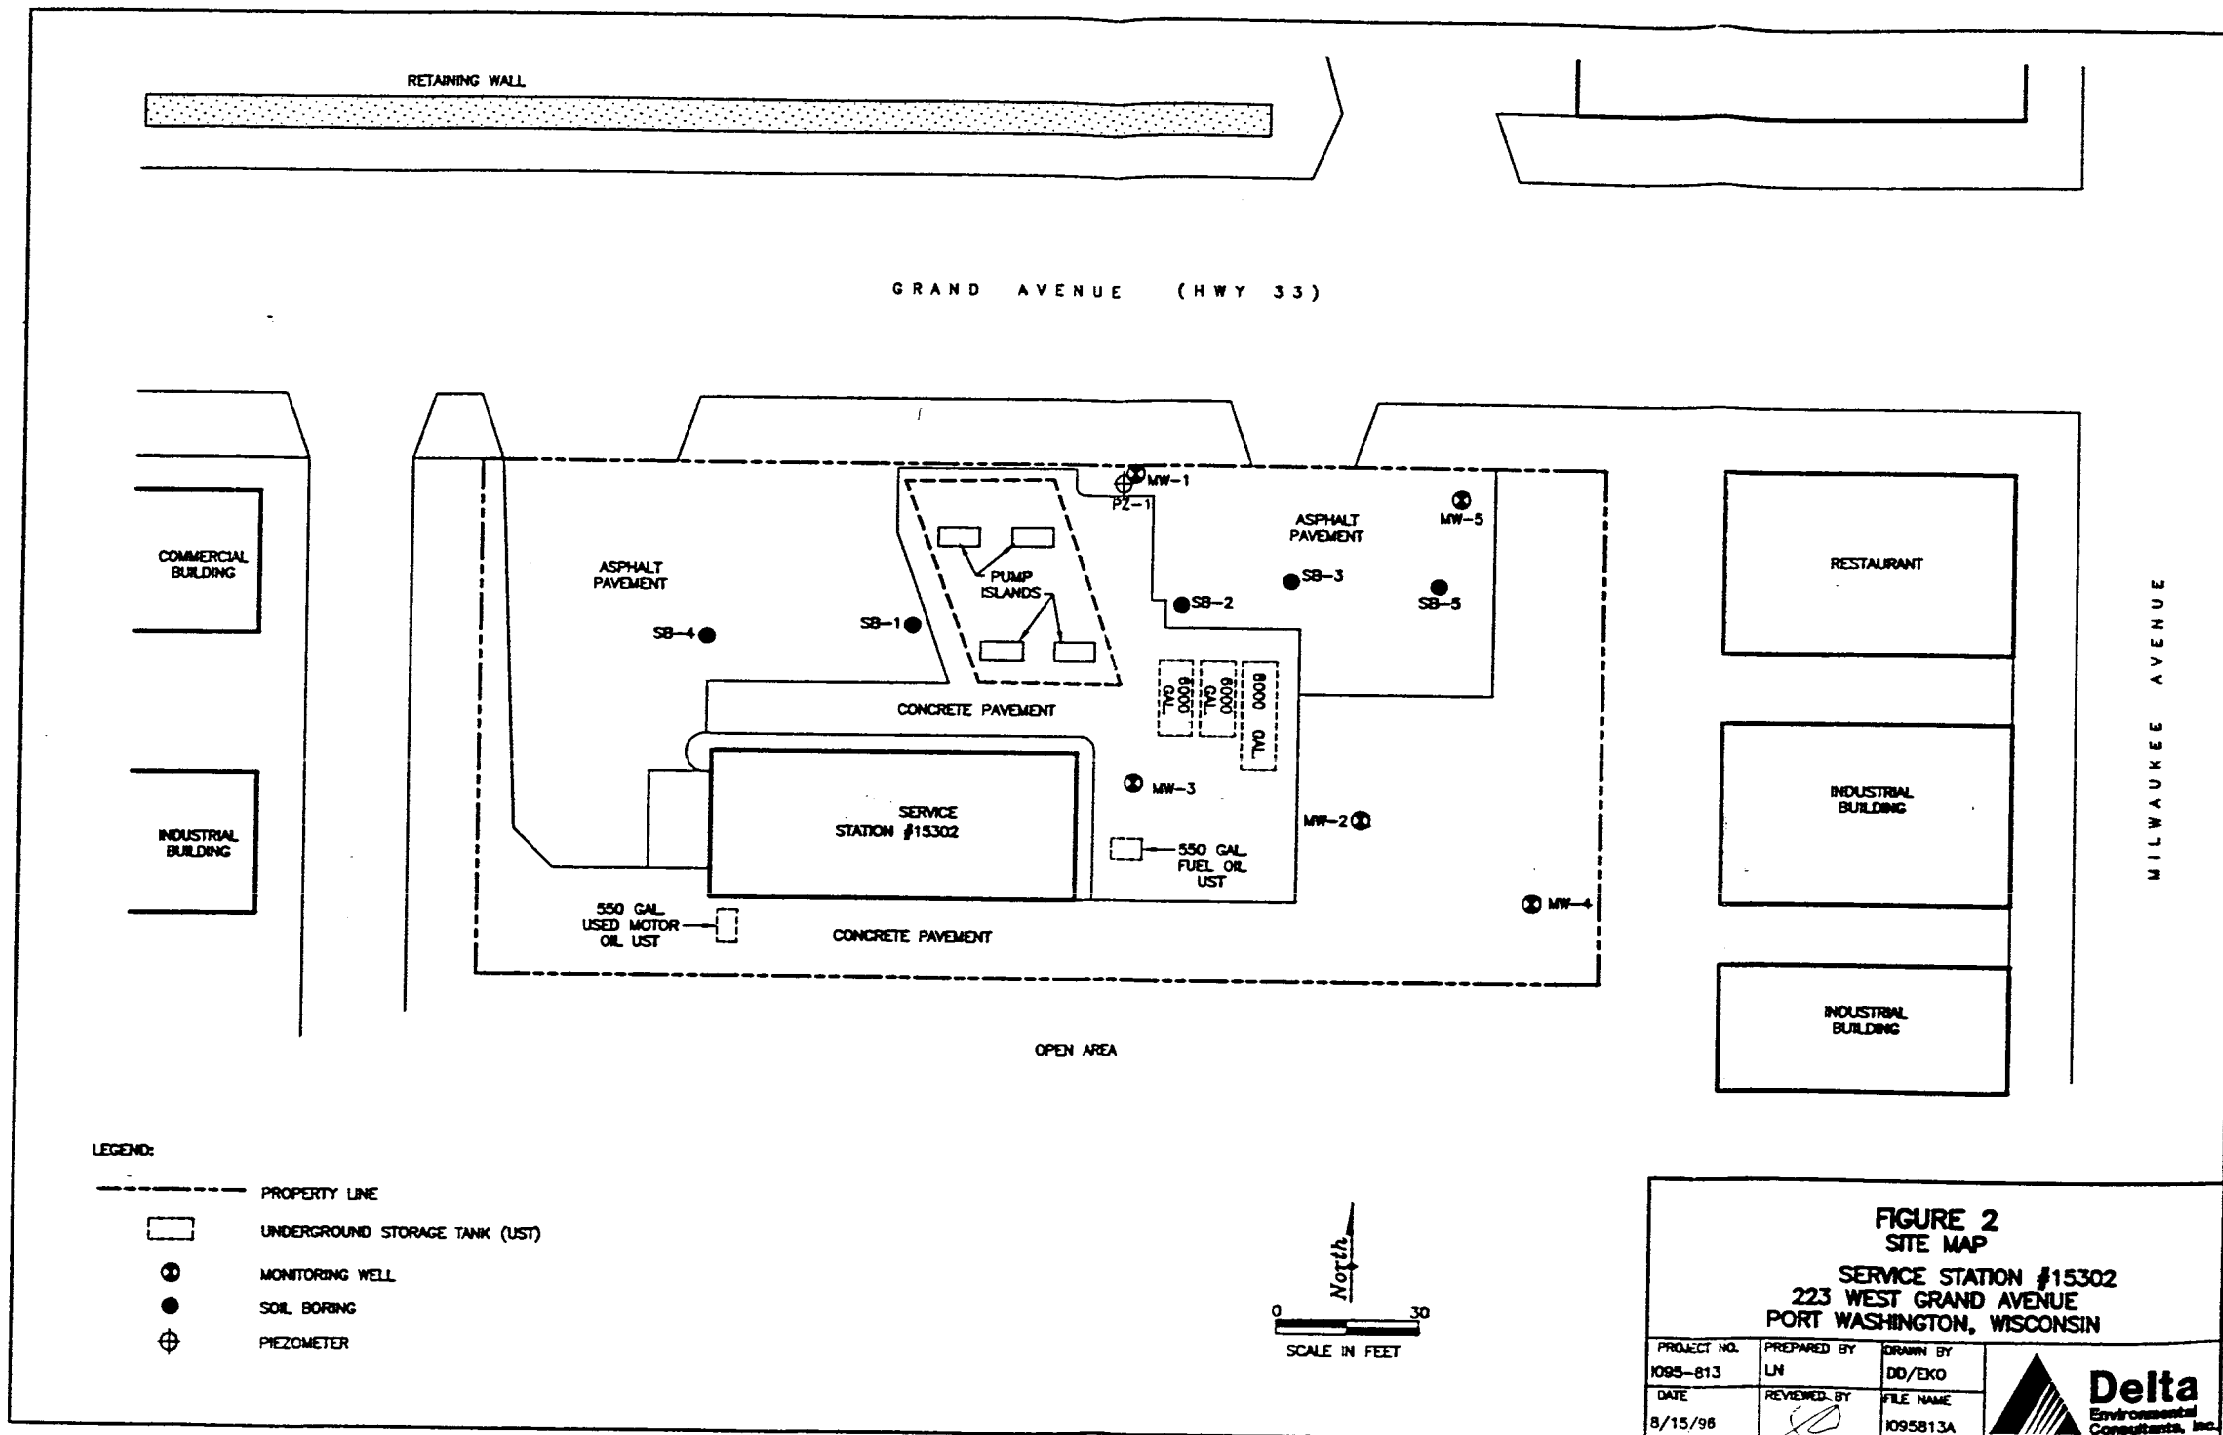 RETAINING WALL
GRAND AVENUE (HWY 33)
MW-1
PZ-1
MW-5
ASPHALT
PAVEMENT
COMMERCIAL
BUILDING
ASPHALT
PAVEMENT
PUMP
ISLANDS
SB-3
SB-2
SB-5
SB-4
SB-1
RESTAURANT
MILWAUKEE AVENUE
6000
GAL.
6000
GAL.
8000 GAL.
CONCRETE PAVEMENT
MW-3
MW-2
INDUSTRIAL
BUILDING
SERVICE
STATION #15302
INDUSTRIAL
BUILDING
550 GAL.
FUEL OIL
UST
MW-4
550 GAL.
USED MOTOR
OIL UST
CONCRETE PAVEMENT
INDUSTRIAL
BUILDING
OPEN AREA
LEGEND:
PROPERTY LINE
UNDERGROUND STORAGE TANK (UST)
MONITORING WELL
SOIL BORING
PIEZOMETER
North
0 30
SCALE IN FEET
FIGURE 2
SITE MAP
SERVICE STATION #15302
223 WEST GRAND AVENUE
PORT WASHINGTON, WISCONSIN
PROJECT NO.
I095-813
PREPARED BY
LN
DRAWN BY
DD/EKO
DATE
8/15/96
REVIEWED BY
FILE NAME
I095813A
Delta
Environmental
Consultants, Inc.